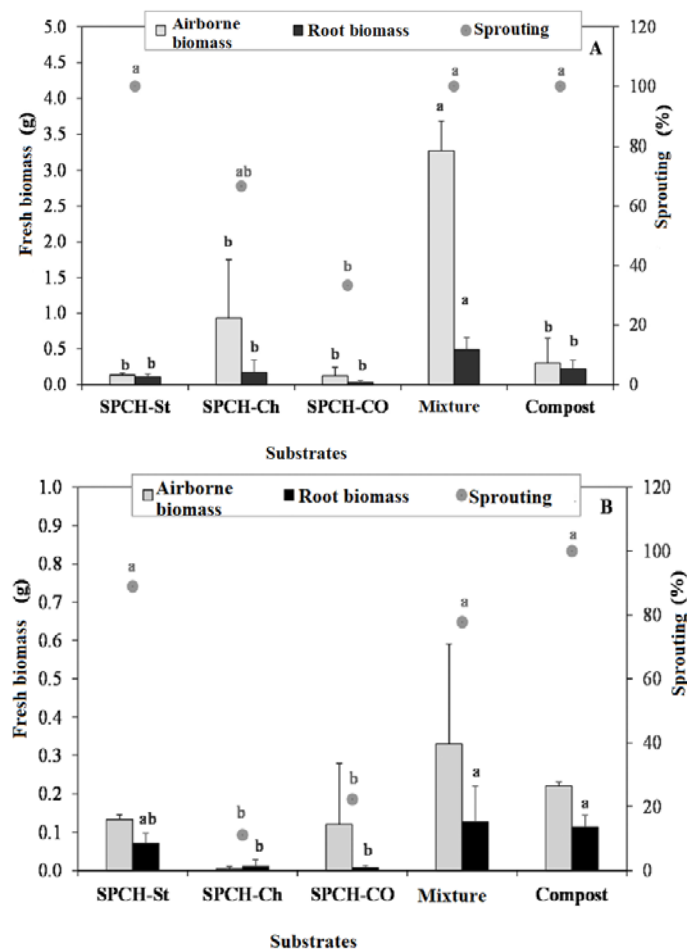 Airborne biomass
Root biomass
Sprouting
A
Fresh biomass (g)
5.0
4.5
4.0
3.5
3.0
2.5
2.0
1.5
1.0
0.5
0.0
a
ab
b
a
a
b b
b
b
b
b
a
a
b
b
120
100
80
60
40
20
0
Sprouting (%)
SPCH-St SPCH-Ch SPCH-CO Mixture Compost
Substrates
Airborne biomass
Root biomass
Sprouting
B
Fresh biomass (g)
1.0
0.9
0.8
0.7
0.6
0.5
0.4
0.3
0.2
0.1
0.0
a
b
b
a
a
ab
b
b
a
a
120
100
80
60
40
20
0
Sprouting (%)
SPCH-St SPCH-Ch SPCH-CO Mixture Compost
Substrates